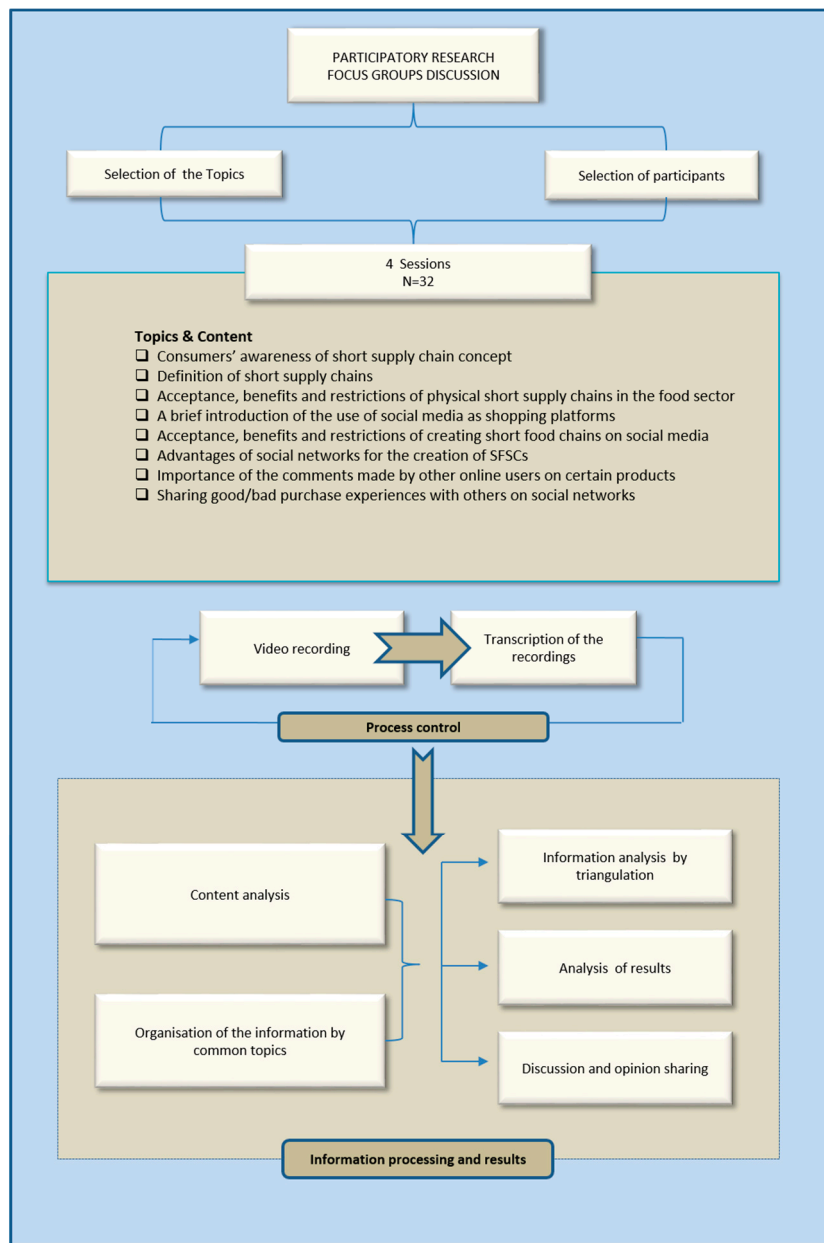 PARTICIPATORY RESEARCH
FOCUS GROUPS DISCUSSION
Selection of the Topics
Selection of participants
4 Sessions
N=32
Topics & Content
❑ Consumers' awareness of short supply chain concept
❑ Definition of short supply chains
❑ Acceptance, benefits and restrictions of physical short supply chains in the food sector
❑ A brief introduction of the use of social media as shopping platforms
❑ Acceptance, benefits and restrictions of creating short food chains on social media
❑ Advantages of social networks for the creation of SFSCs
❑ Importance of the comments made by other online users on certain products
❑ Sharing good/bad purchase experiences with others on social networks
Video recording
Transcription of the
recordings
Process control
Content analysis
Organisation of the information by
common topics
Information analysis by
triangulation
Analysis of results
Discussion and opinion sharing
Information processing and results